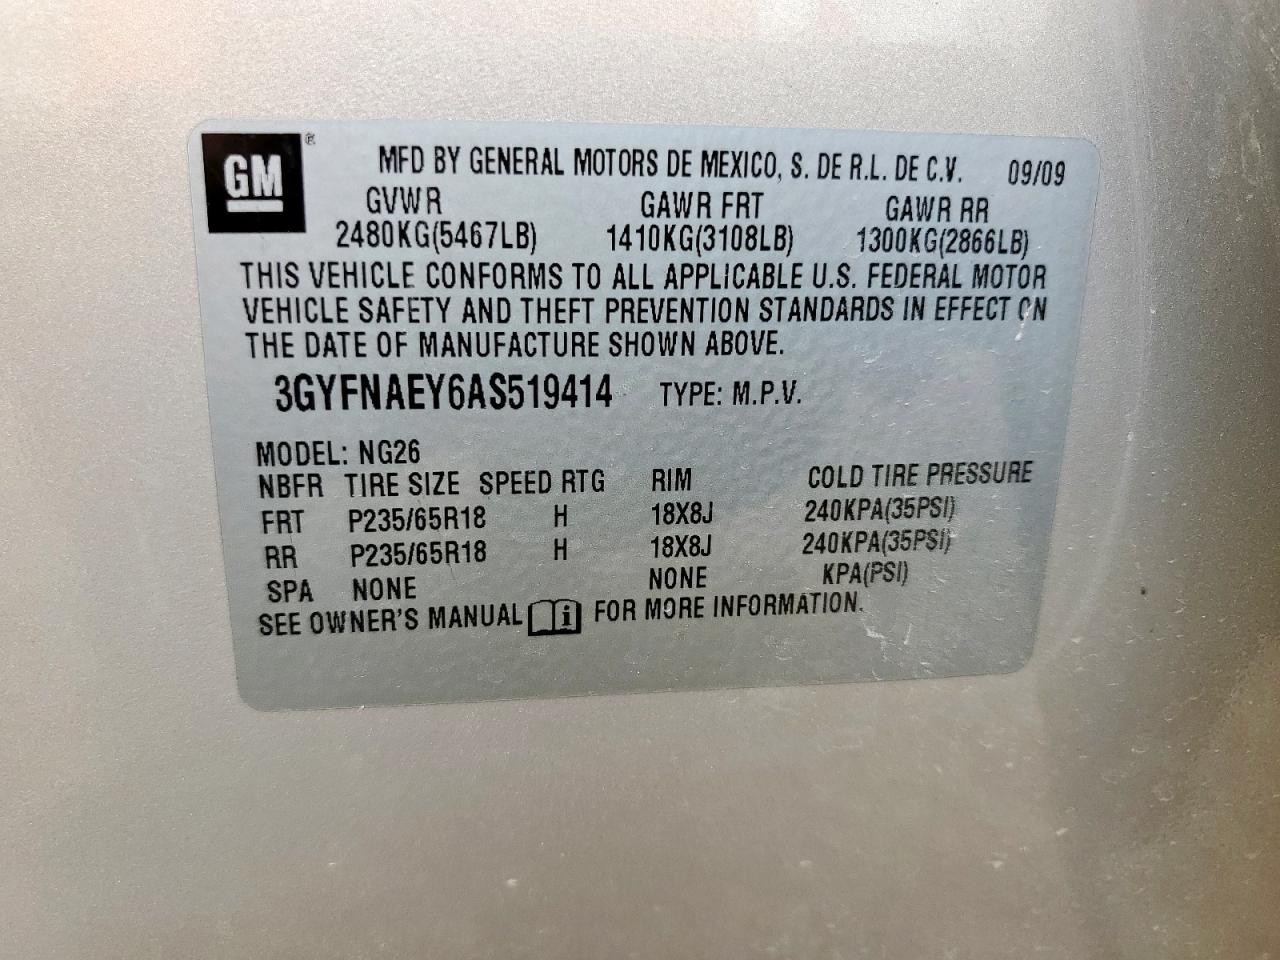 GM ®
MFD BY GENERAL MOTORS DE MEXICO, S. DE R.L. DE C.V. 09/09
GVWR GAWR FRT GAWR RR
2480KG(5467LB) 1410KG(3108LB) 1300KG(2866LB)
THIS VEHICLE CONFORMS TO ALL APPLICABLE U.S. FEDERAL MOTOR
VEHICLE SAFETY AND THEFT PREVENTION STANDARDS IN EFFECT ON
THE DATE OF MANUFACTURE SHOWN ABOVE.
3GYFNAEY6AS519414 TYPE: M.P.V.
MODEL: NG26
NBFR TIRE SIZE SPEED RTG RIM COLD TIRE PRESSURE
FRT P235/65R18 H 18X8J 240KPA(35PSI)
RR P235/65R18 H 18X8J 240KPA(35PSI)
SPA NONE NONE KPA(PSI)
SEE OWNER'S MANUAL i FOR MORE INFORMATION.